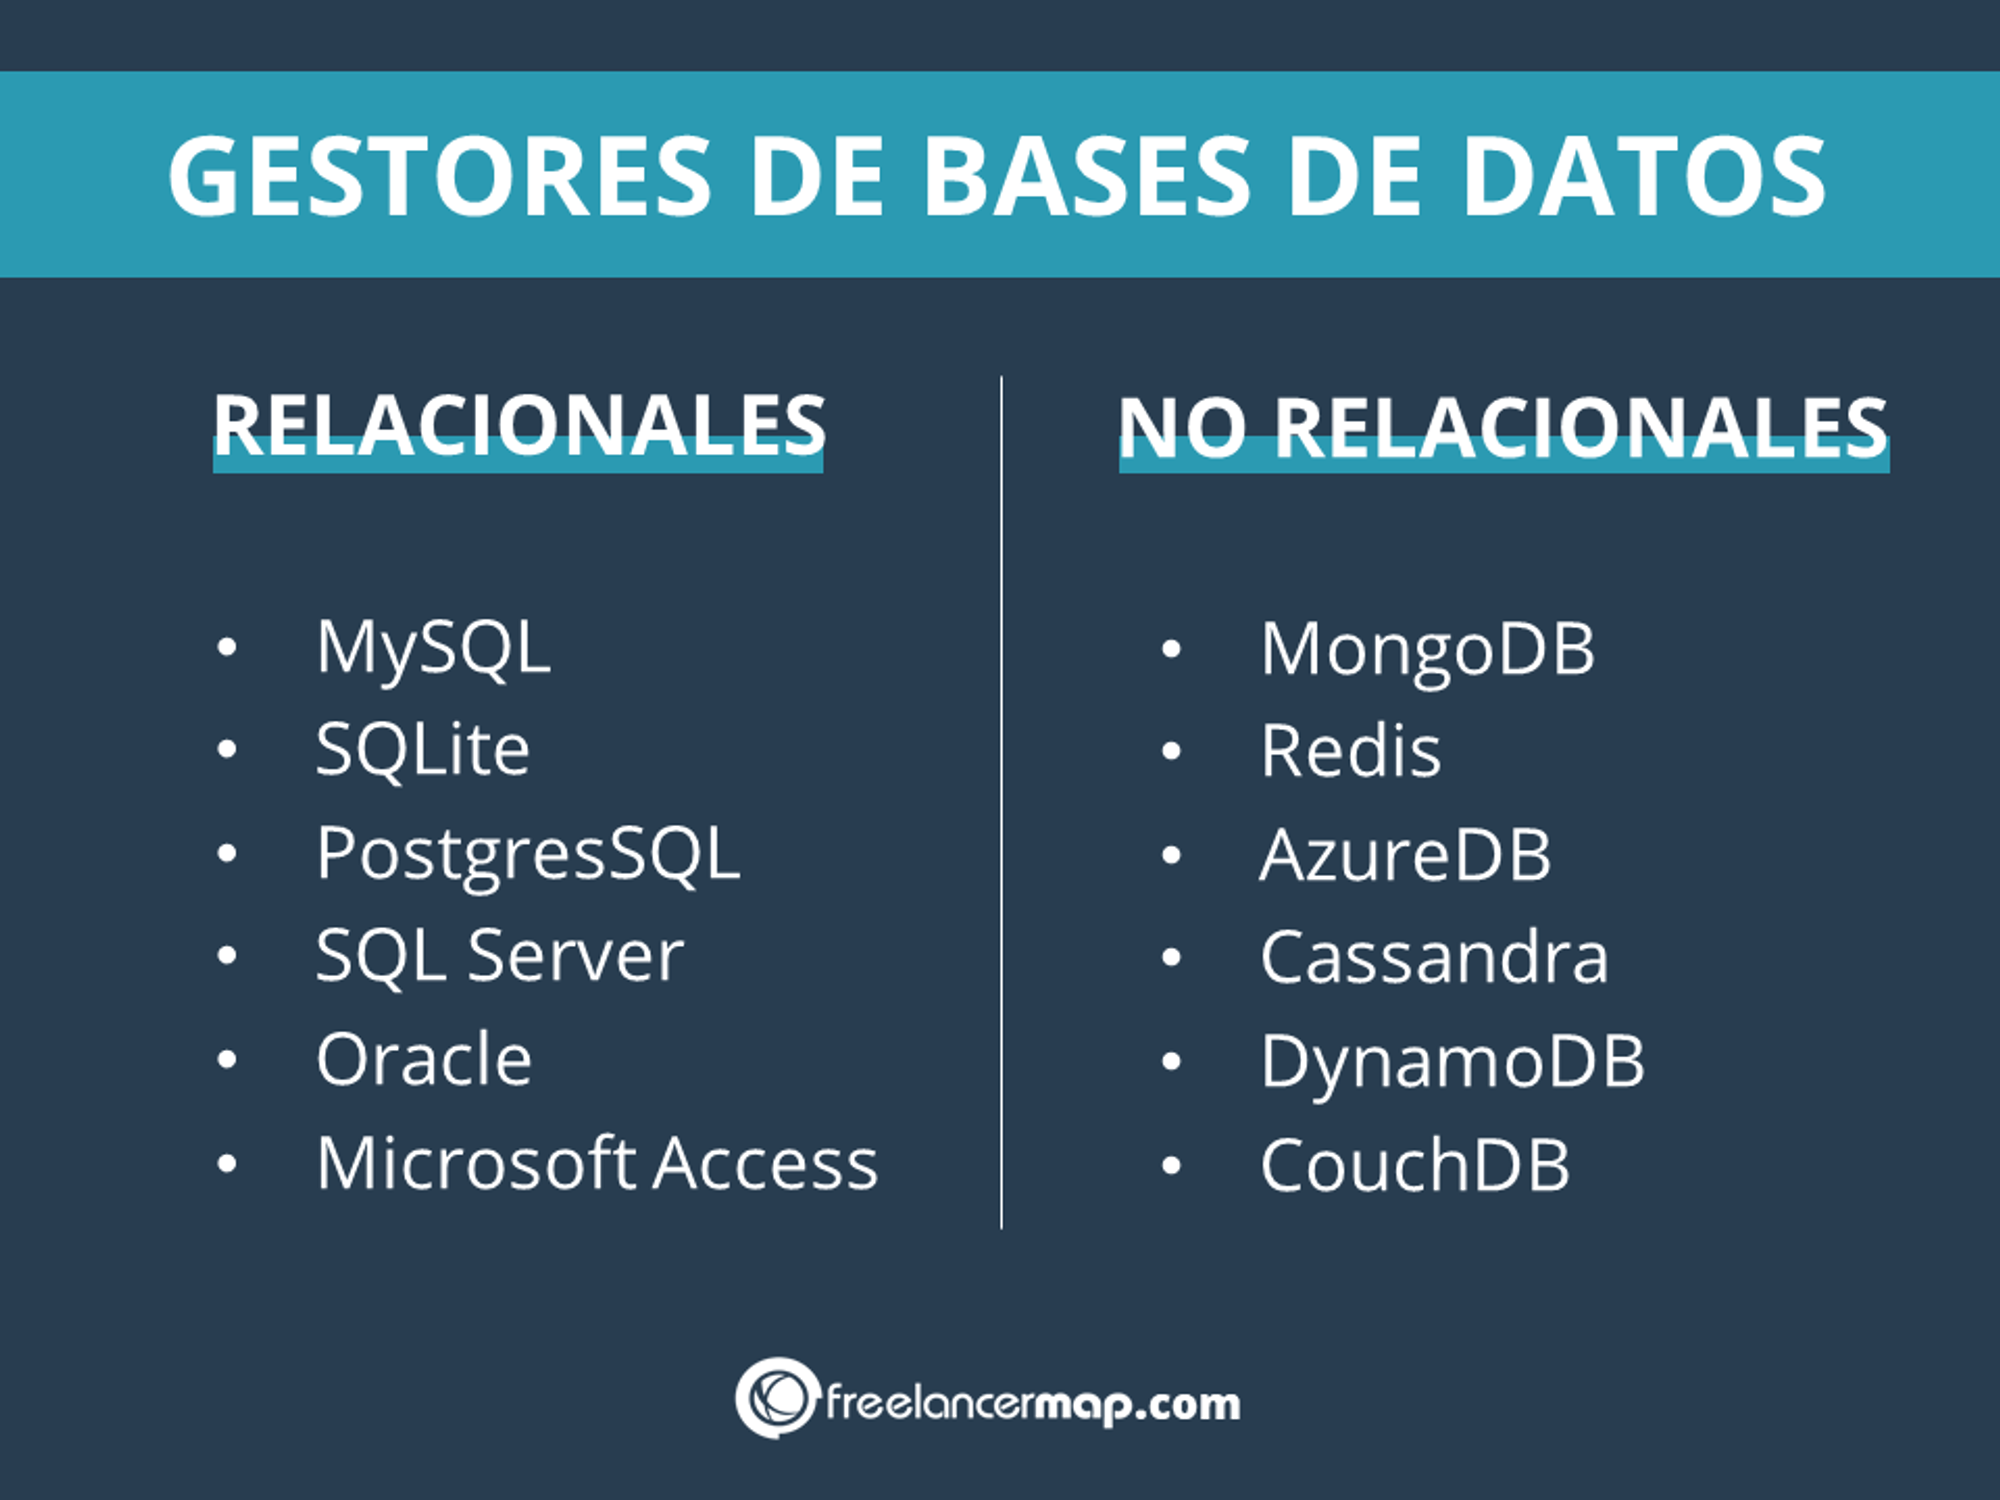 GESTORES DE BASES DE DATOS
RELACIONALES
• MySQL
• SQLite
• PostgresSQL
• SQL Server
• Oracle
• Microsoft Access
NO RELACIONALES
• MongoDB
• Redis
• AzureDB
• Cassandra
• DynamoDB
• CouchDB
freelancermap.com